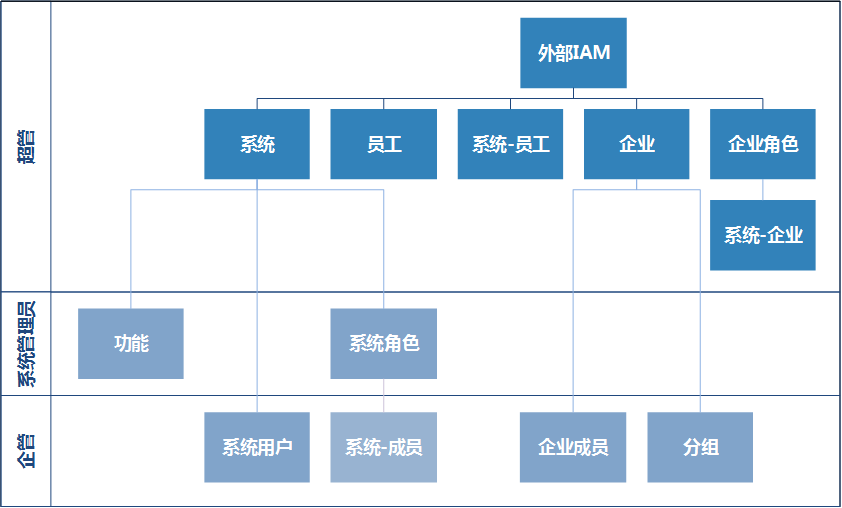 外部IAM
超管
系统
员工
系统-员工
企业
企业角色
系统-企业
系统管理员
功能
系统角色
企管
系统用户
系统-成员
企业成员
分组